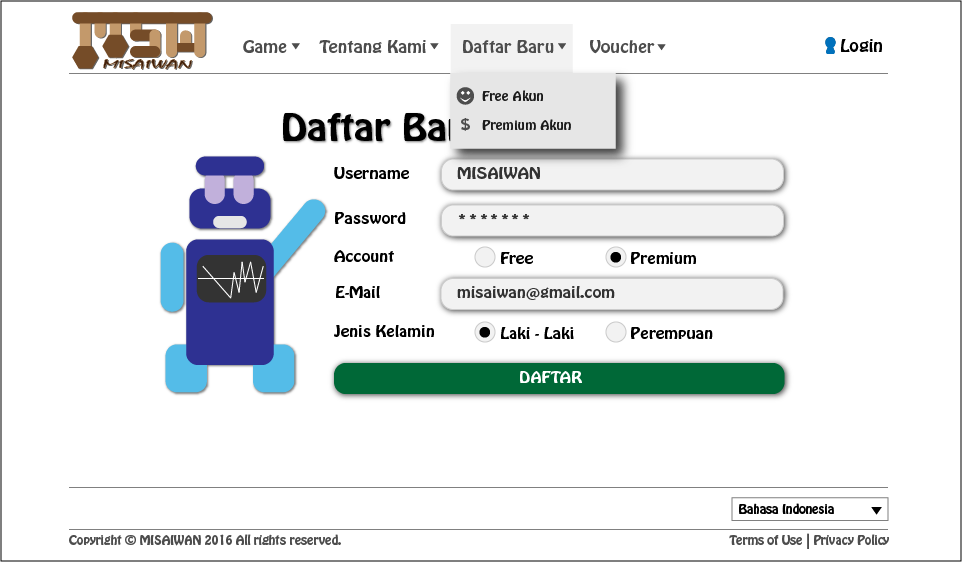 MSW
MISAIWAN
Game Tentang Kami Daftar Baru Voucher Login
Free Akun
$ Premium Akun
Daftar Ba
Username MISAIWAN
Password *******
Account Free Premium
E-Mail misaiwan@gmail.com
Jenis Kelamin Laki - Laki Perempuan
DAFTAR
Bahasa Indonesia
Copyright © MISAIWAN 2016 All rights reserved. Terms of Use | Privacy Policy